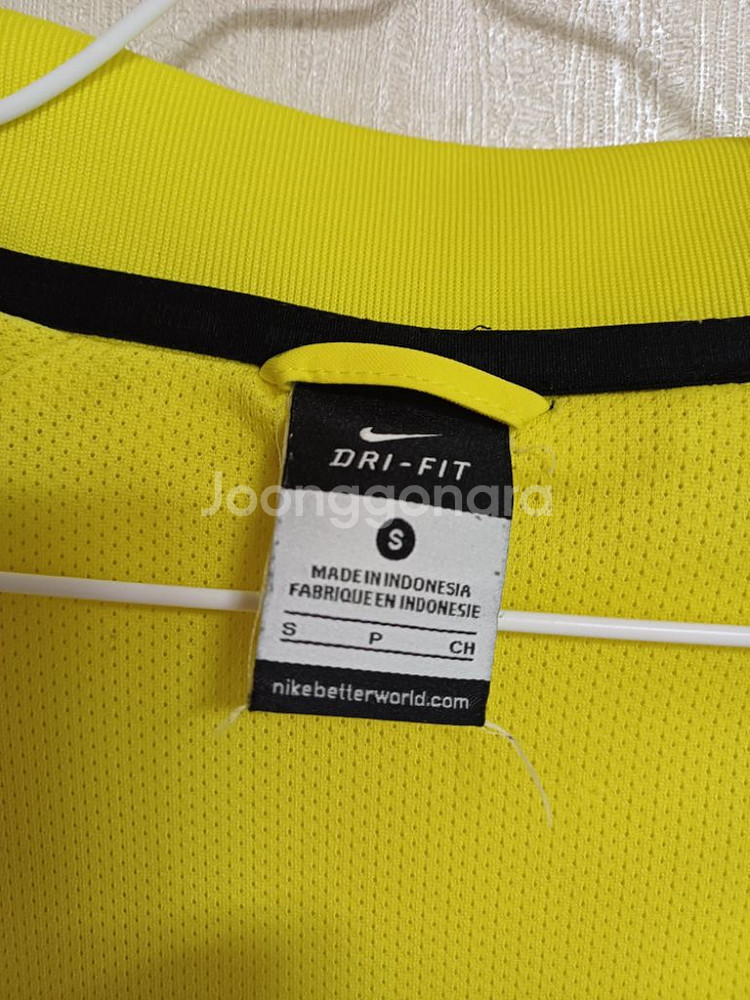 DRI-FIT
Joonggonara
S
MADE IN INDONESIA
FABRIQUE EN INDONESIE
S P CH
nikebetterworld.com